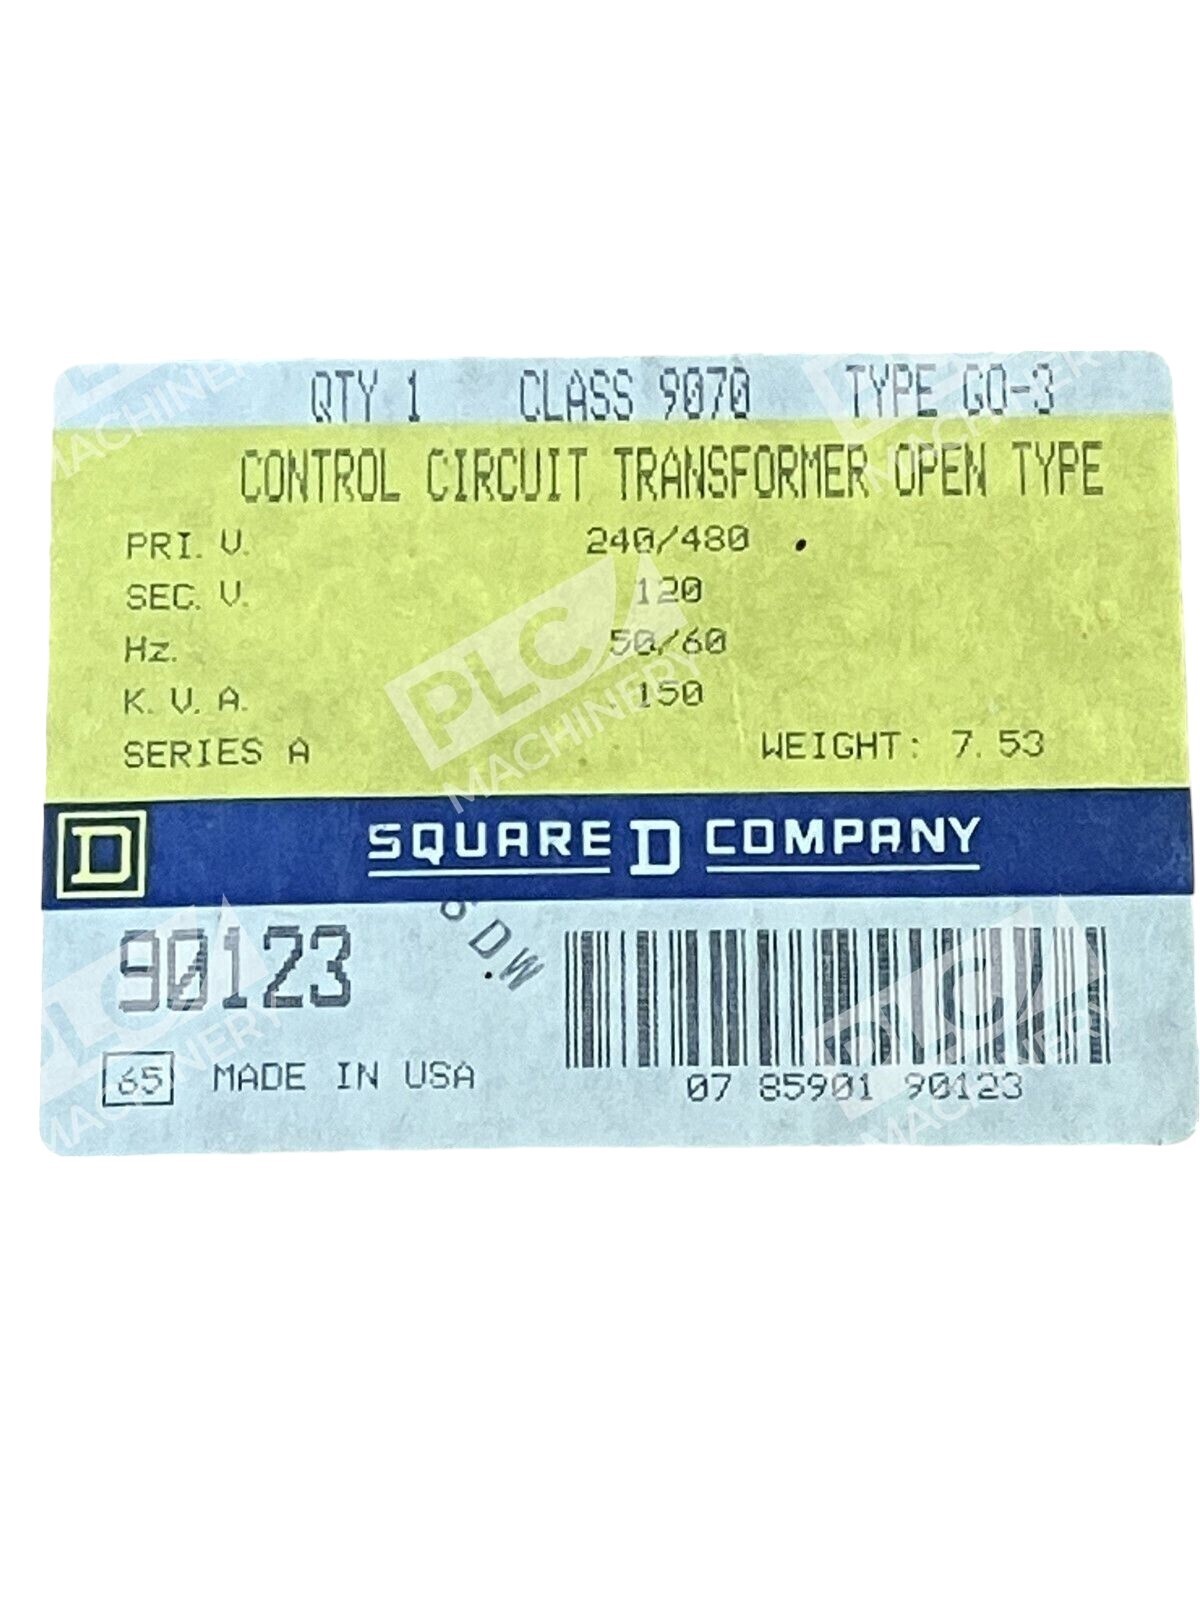 QTY 1 CLASS 9070 TYPE GO-3
CONTROL CIRCUIT TRANSFORMER OPEN TYPE
PRI. V. 240/480
SEC. V. 120
Hz. 50/60
K. V. A. 150
SERIES A WEIGHT: 7.53
D SQUARE D COMPANY
DW
90123
65 MADE IN USA
07 85901 90123
PLC MACHINERY